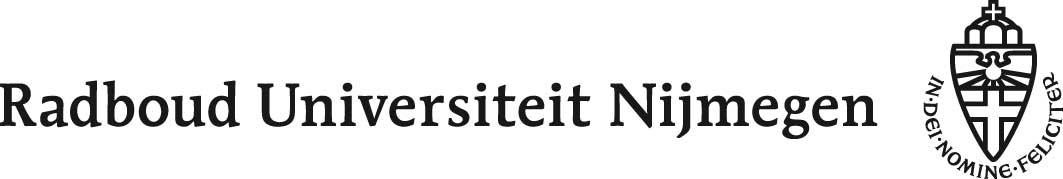 Radboud Universiteit Nijmegen
IN·DEI·NOMINE·FELICITER